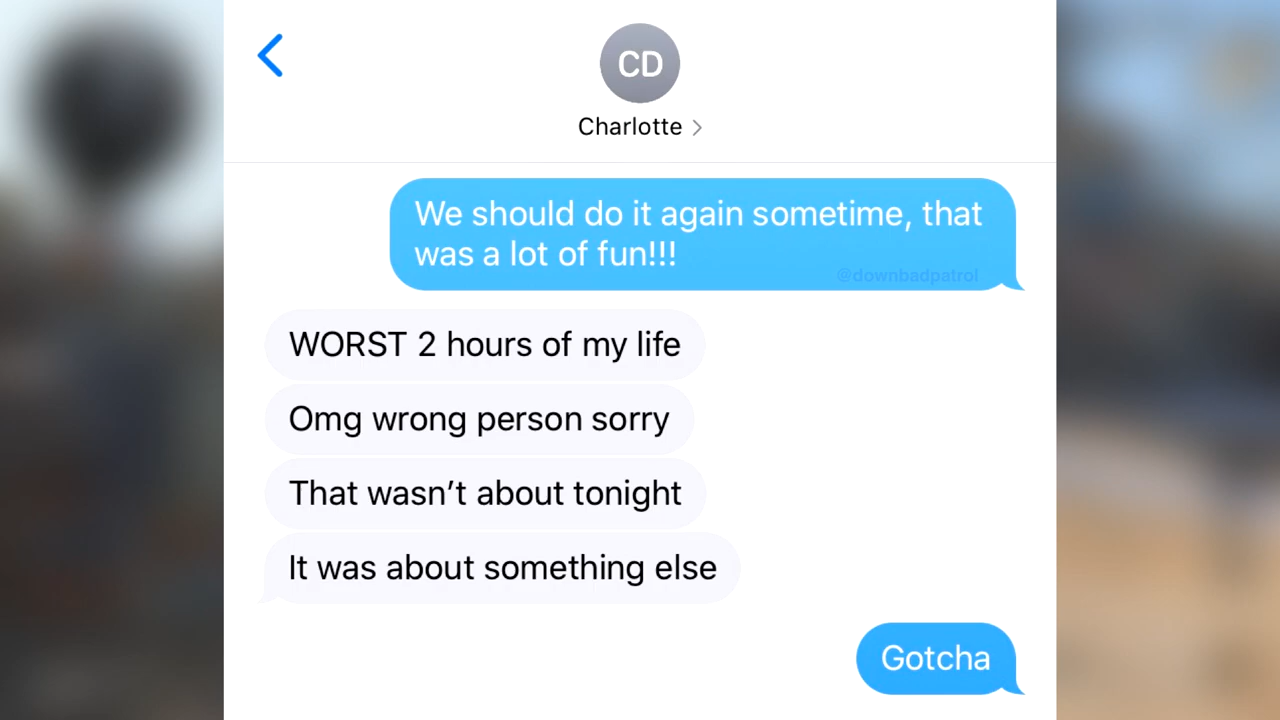 CD
Charlotte >
We should do it again sometime, that
was a lot of fun!!!
@downbadpatrol
WORST 2 hours of my life
Omg wrong person sorry
That wasn’t about tonight
It was about something else
Gotcha